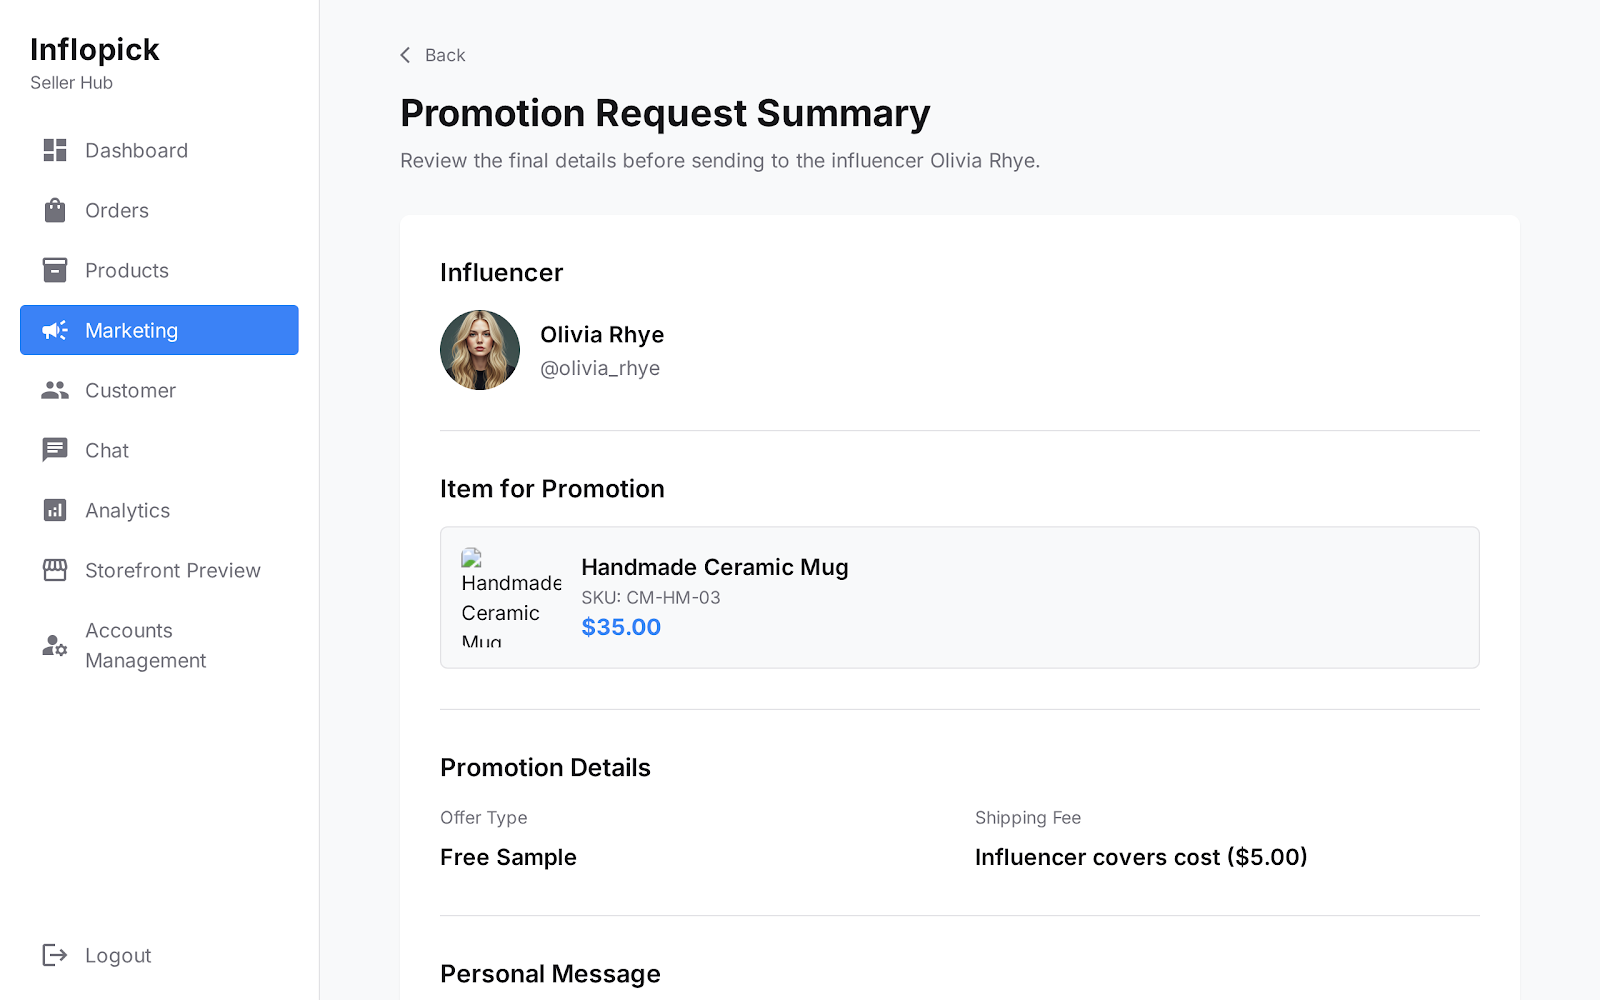 Inflopick
Seller Hub
Dashboard
Orders
Products
Marketing
Customer
Chat
Analytics
Storefront Preview
Accounts
Management
Logout
Back
Promotion Request Summary
Review the final details before sending to the influencer Olivia Rhye.
Influencer
Olivia Rhye
@olivia_rhye
Item for Promotion
Handmade
Ceramic
Mug
Handmade Ceramic Mug
SKU: CM-HM-03
$35.00
Promotion Details
Offer Type
Free Sample
Shipping Fee
Influencer covers cost ($5.00)
Personal Message